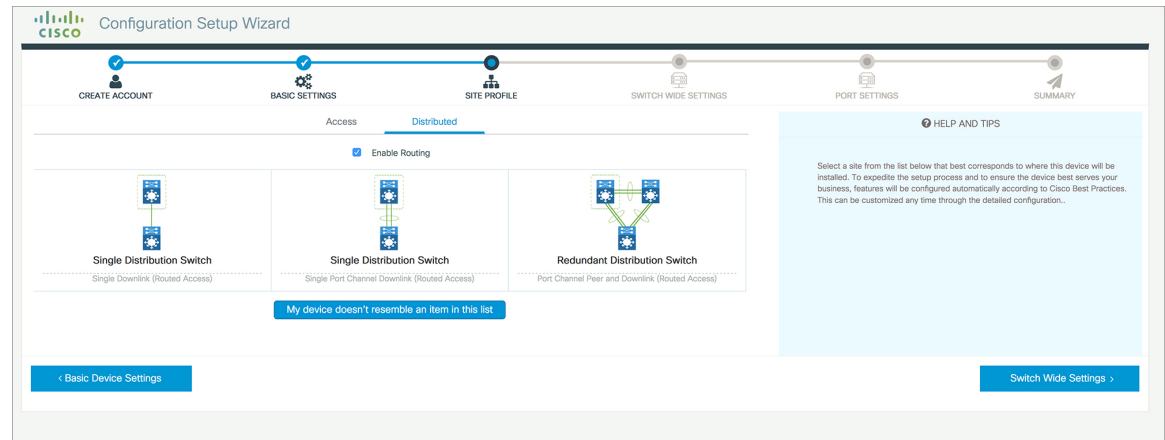 CISCO
Configuration Setup Wizard
CREATE ACCOUNT
BASIC SETTINGS
SITE PROFILE
SWITCH WIDE SETTINGS
PORT SETTINGS
SUMMARY
Access
Distributed
Enable Routing
Single Distribution Switch
Single Downlink (Routed Access)
Single Distribution Switch
Single Port Channel Downlink (Routed Access)
Redundant Distribution Switch
Port Channel Peer and Downlink (Routed Access)
My device doesn't resemble an item in this list
? HELP AND TIPS
Select a site from the list below that best corresponds to where this device will be
installed. To expedite the setup process and to ensure the device best serves your
business, features will be configured automatically according to Cisco Best Practices.
This can be customized any time through the detailed configuration..
< Basic Device Settings
Switch Wide Settings >